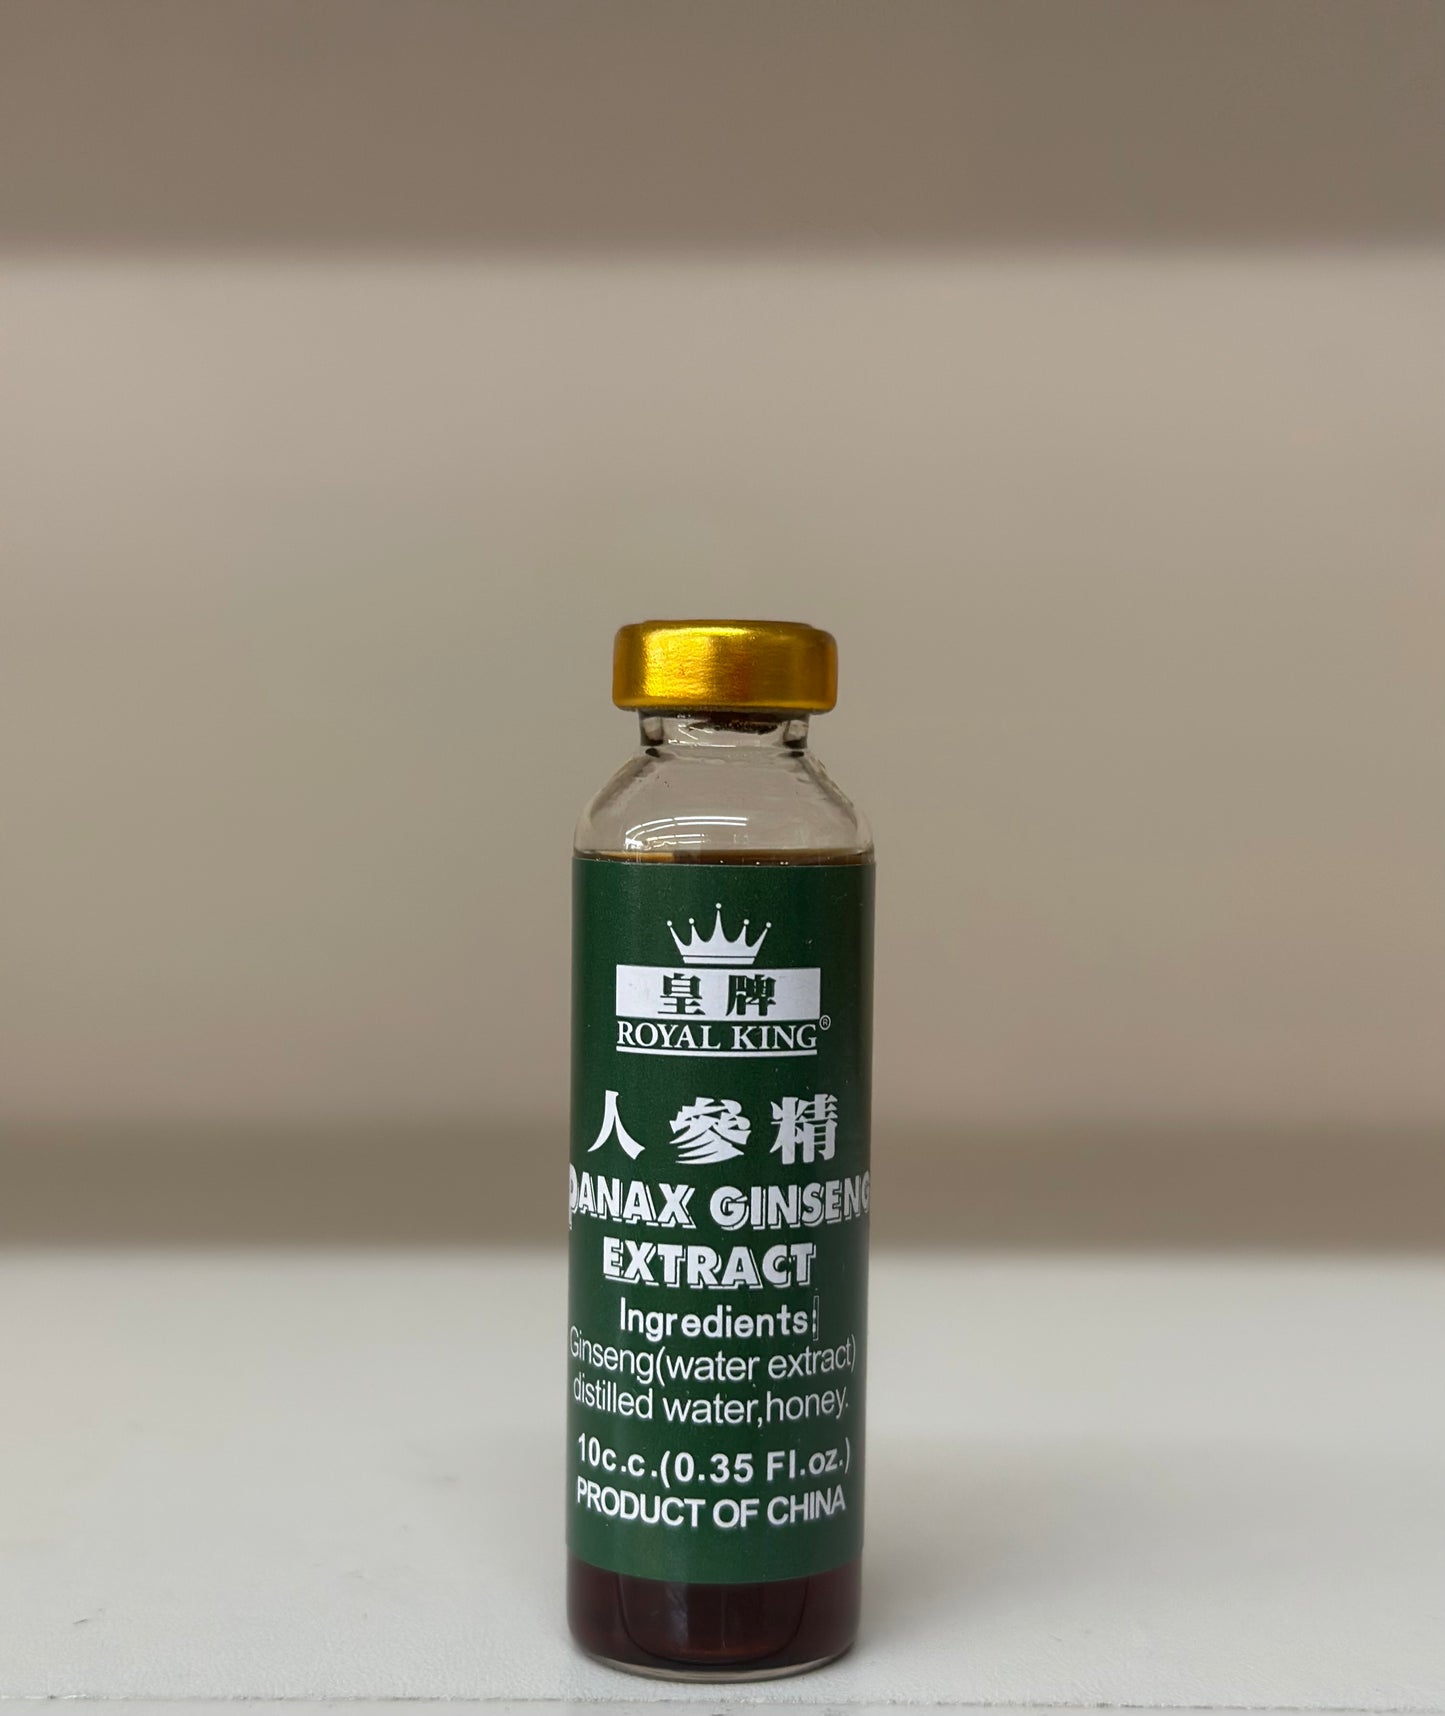 皇牌
ROYAL KING®
人參精
PANAX GINSENG
EXTRACT
Ingredients:
Ginseng(water extract)
distilled water,honey.
10c.c.(0.35 Fl.oz.)
PRODUCT OF CHINA